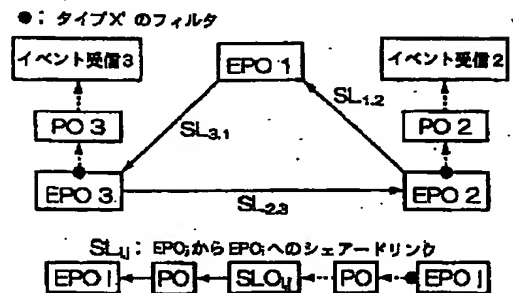 ●: タイプX'のフィルタ
イベント受信3
イベント受信2
EPO 1
SL1,2
SL3,1
PO 3
PO 2
EPO 3
EPO 2
SL2,3
SLi,j: EPOjからEPOiへのシェアードリンク
EPO i PO SLOi,j PO EPO j